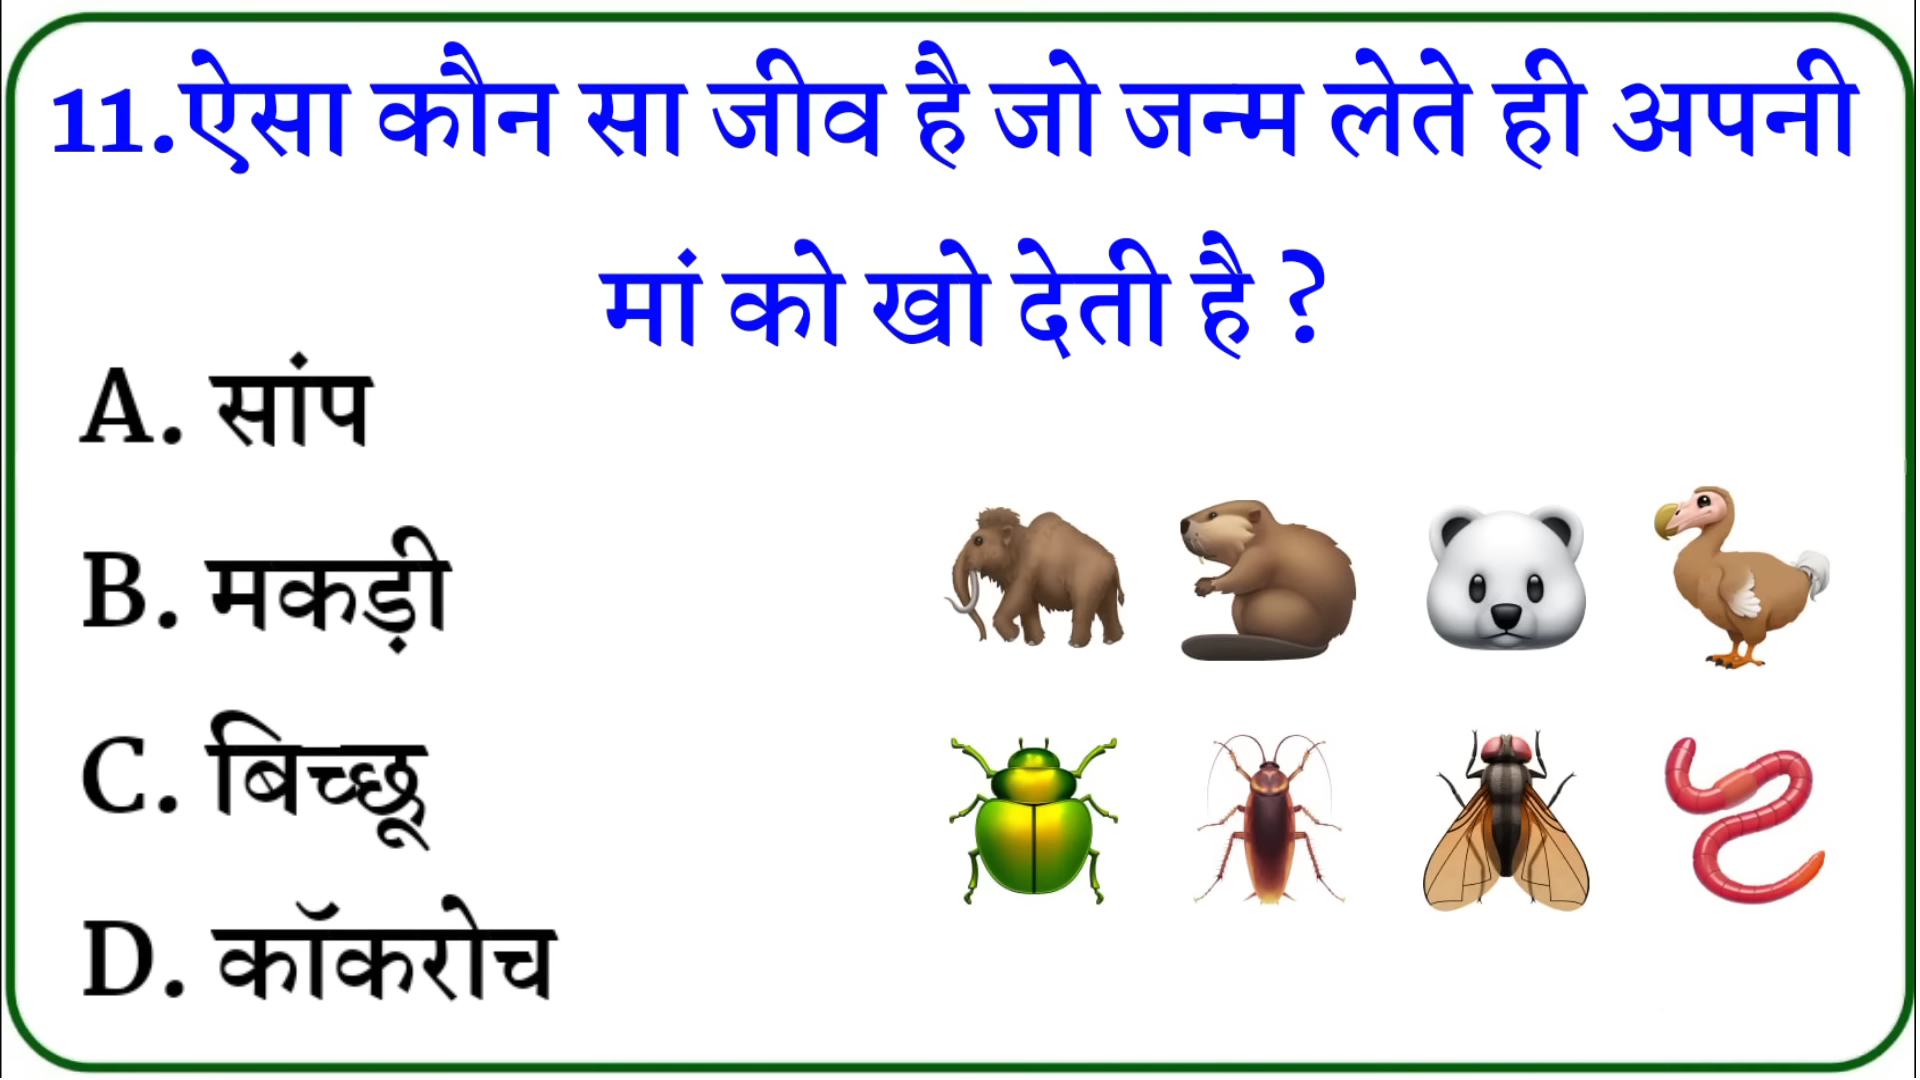 11.ऐसा कौन सा जीव है जो जन्म लेते ही अपनी
मां को खो देती है ?
A. सांप
B. मकड़ी
C. बिच्छू
D. कॉकरोच